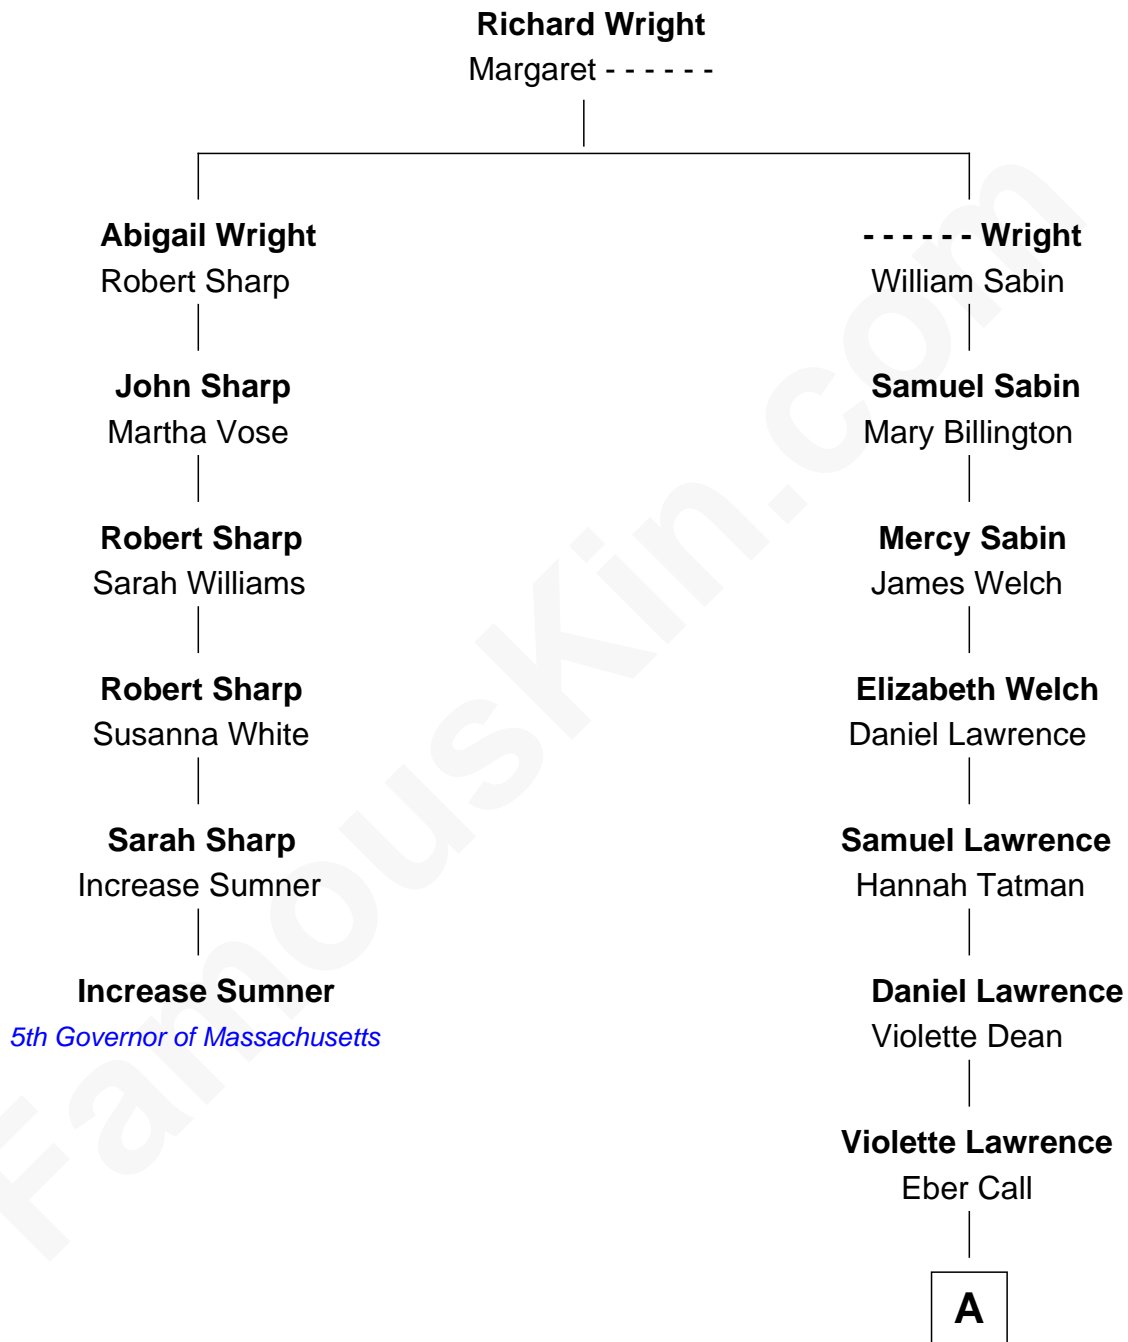 Richard Wright
Margaret - - - - - -
Abigail Wright
Robert Sharp
- - - - - - Wright
William Sabin
John Sharp
Martha Vose
Samuel Sabin
Mary Billington
Robert Sharp
Sarah Williams
Mercy Sabin
James Welch
Robert Sharp
Susanna White
Elizabeth Welch
Daniel Lawrence
Sarah Sharp
Increase Sumner
Samuel Lawrence
Hannah Tatman
Increase Sumner
5th Governor of Massachusetts
Daniel Lawrence
Violette Dean
Violette Lawrence
Eber Call
A
FamousKin.com